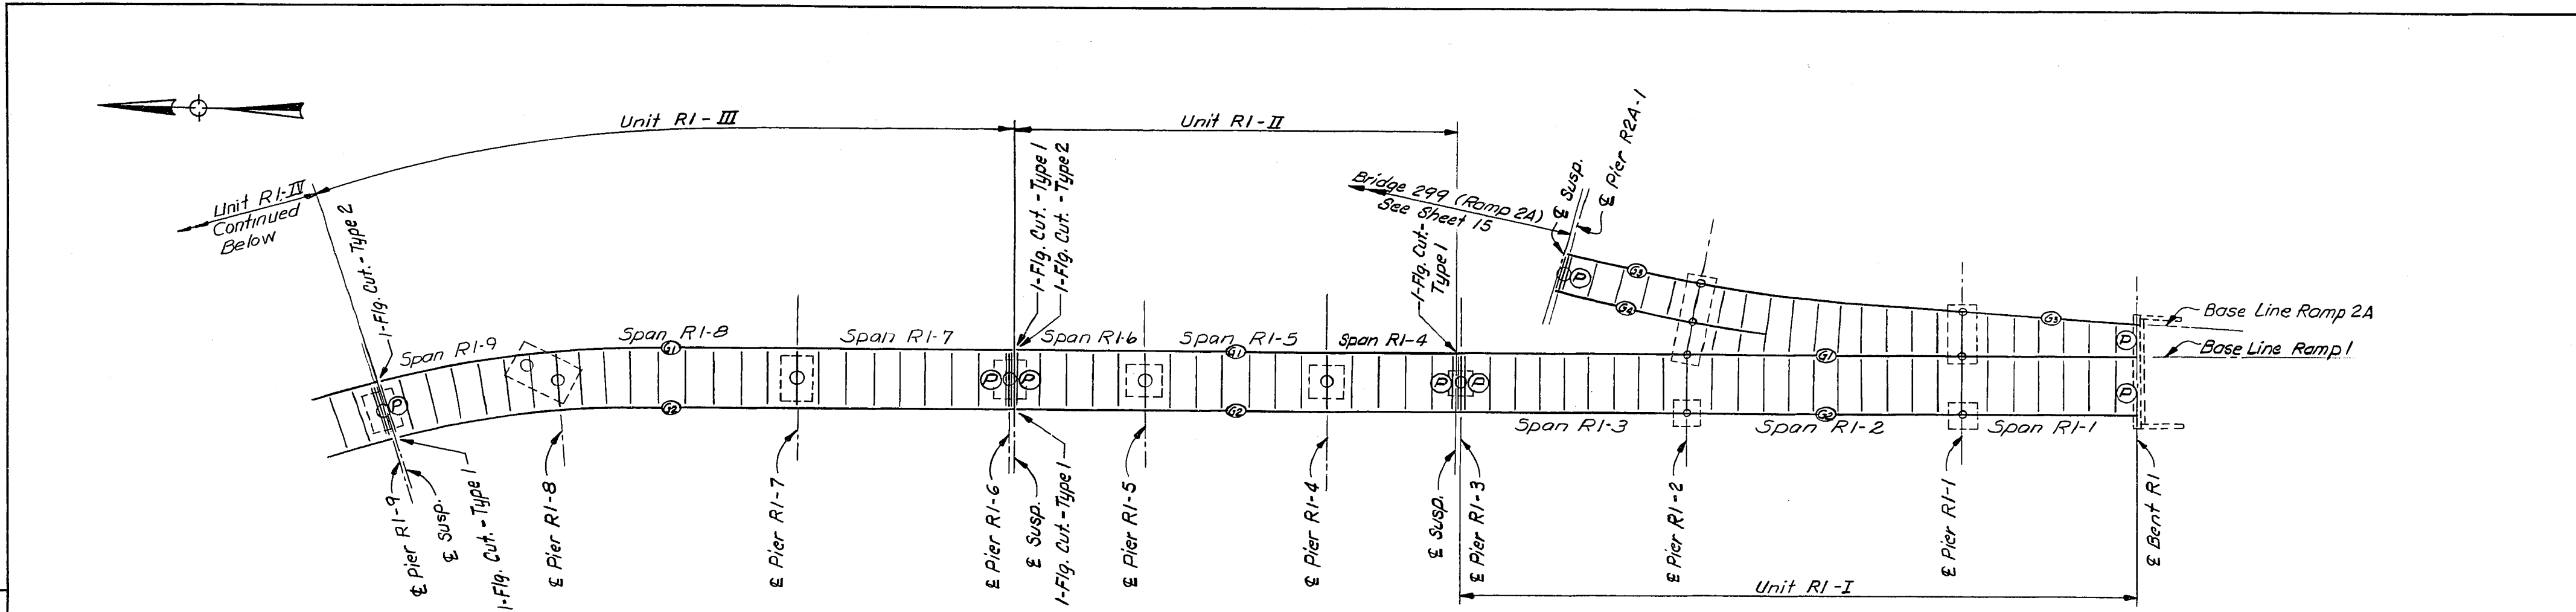 Unit R1-III
Unit R1-II
Unit R1-IV
Continued
Below
1-Flg. Cut.-Type 2
1-Flg. Cut.-Type 1
1-Flg. Cut.-Type 2
Bridge 299 (Ramp 2A)
See Sheet 15
1-Flg. Cut.-
Type 1
℄ Susp.
℄ Pier R2A-1
P
G3
G4
G3
Base Line Ramp 2A
Base Line Ramp 1
Span R1-9
Span R1-8
Span R1-7
Span R1-6
Span R1-5
Span R1-4
G1
G1
G1
P
P
P
P
P
P
P
G2
G2
G2
Span R1-3
Span R1-2
Span R1-1
℄ Pier R1-9
℄ Susp.
1-Flg. Cut.-Type 1
℄ Pier R1-8
℄ Pier R1-7
℄ Pier R1-6
℄ Susp.
1-Flg. Cut.-Type 1
℄ Pier R1-5
℄ Pier R1-4
℄ Susp.
℄ Pier R1-3
℄ Pier R1-2
℄ Pier R1-1
℄ Bent R1
Unit R1-I